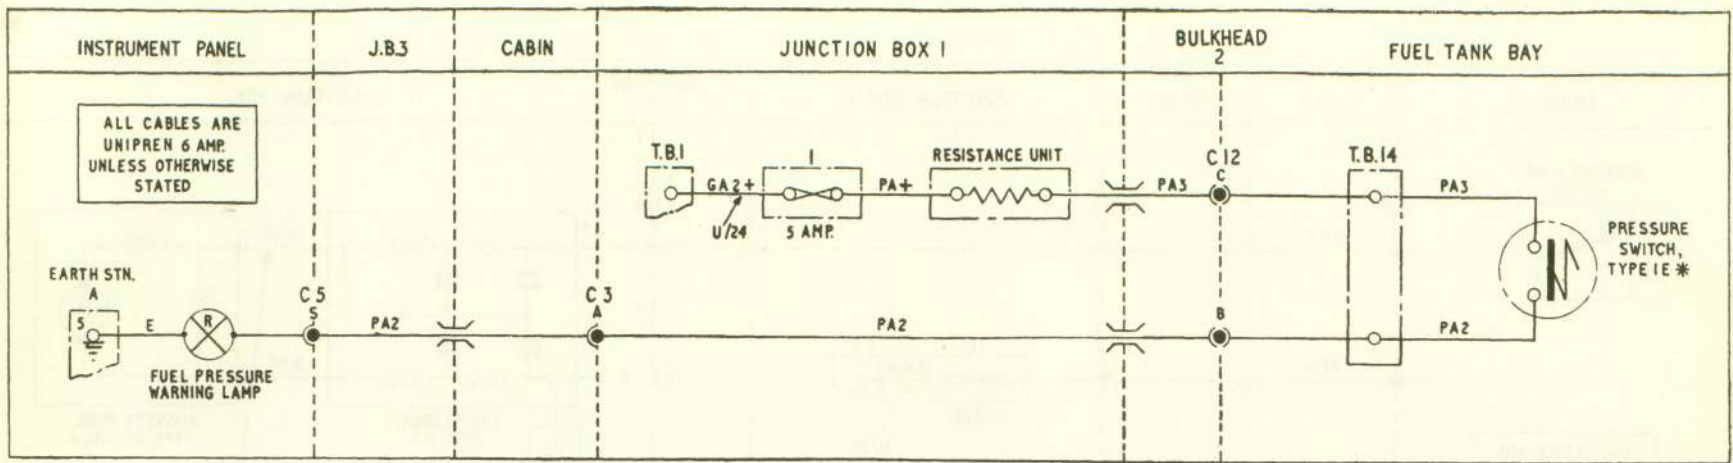 INSTRUMENT PANEL
J.B.3
CABIN
JUNCTION BOX 1
BULKHEAD
2
FUEL TANK BAY
ALL CABLES ARE
UNIPREN 6 AMP.
UNLESS OTHERWISE
STATED
T.B.1
GA2+
U/24
1
5 AMP.
PA+
RESISTANCE UNIT
PA3
C12
C
T.B.14
PA3
PRESSURE
SWITCH,
TYPE 1E *
EARTH STN.
A
5
E
R
FUEL PRESSURE
WARNING LAMP
C5
S
PA2
C3
A
PA2
B
PA2